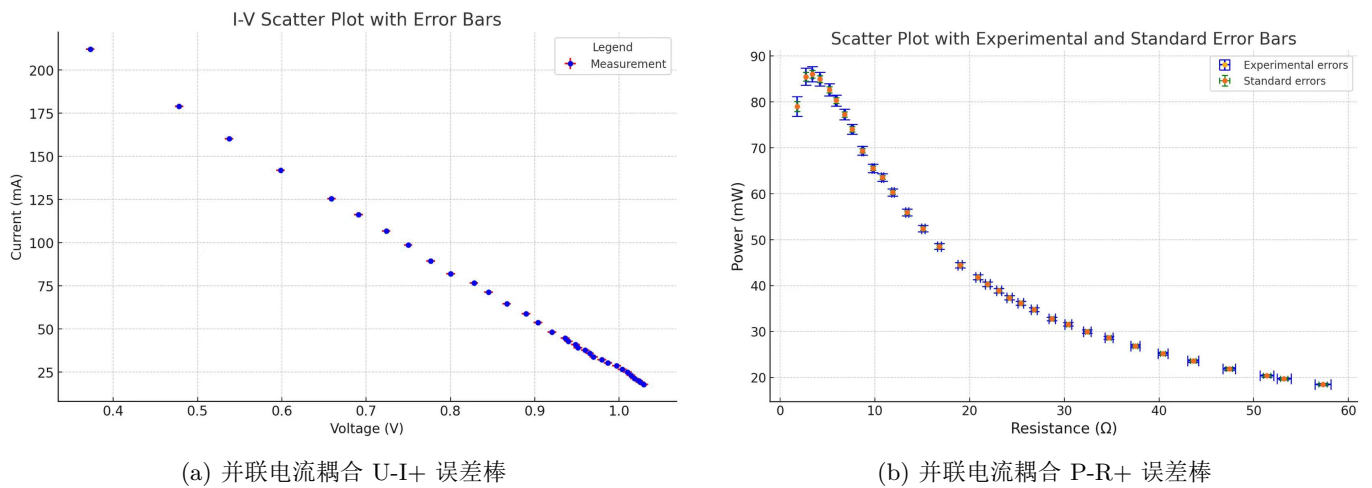 I-V Scatter Plot with Error Bars
Legend
Measurement
Current (mA)
200
175
150
125
100
75
50
25
0.4 0.5 0.6 0.7 0.8 0.9 1.0
Voltage (V)
(a) 并联电流耦合 U-I+ 误差棒
Scatter Plot with Experimental and Standard Error Bars
Experimental errors
Standard errors
Power (mW)
90
80
70
60
50
40
30
20
0 10 20 30 40 50 60
Resistance (Ω)
(b) 并联电流耦合 P-R+ 误差棒